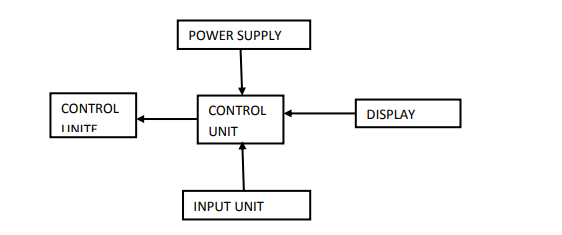 POWER SUPPLY
CONTROL
UNITE
CONTROL
UNIT
DISPLAY
INPUT UNIT